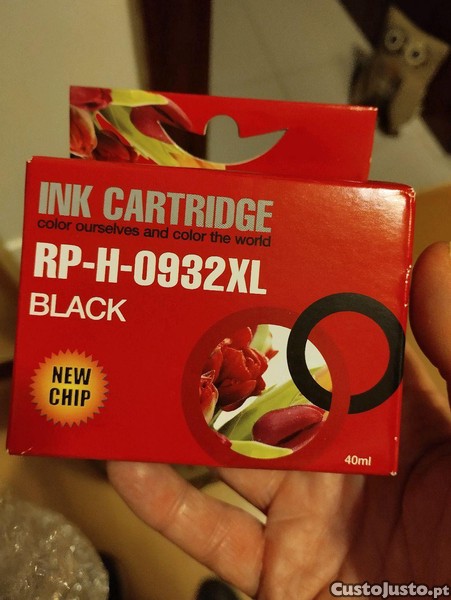 INK CARTRIDGE
color ourselves and color the world
RP-H-0932XL
BLACK
NEW
CHIP
40ml
CustoJusto.pt